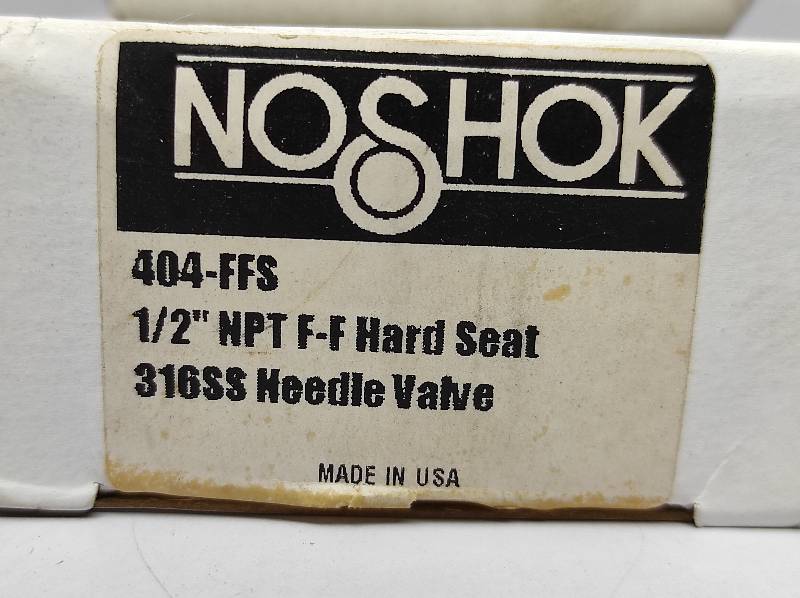 NOSHOK
404-FFS
1/2" NPT F-F Hard Seat
316SS Needle Valve
MADE IN USA